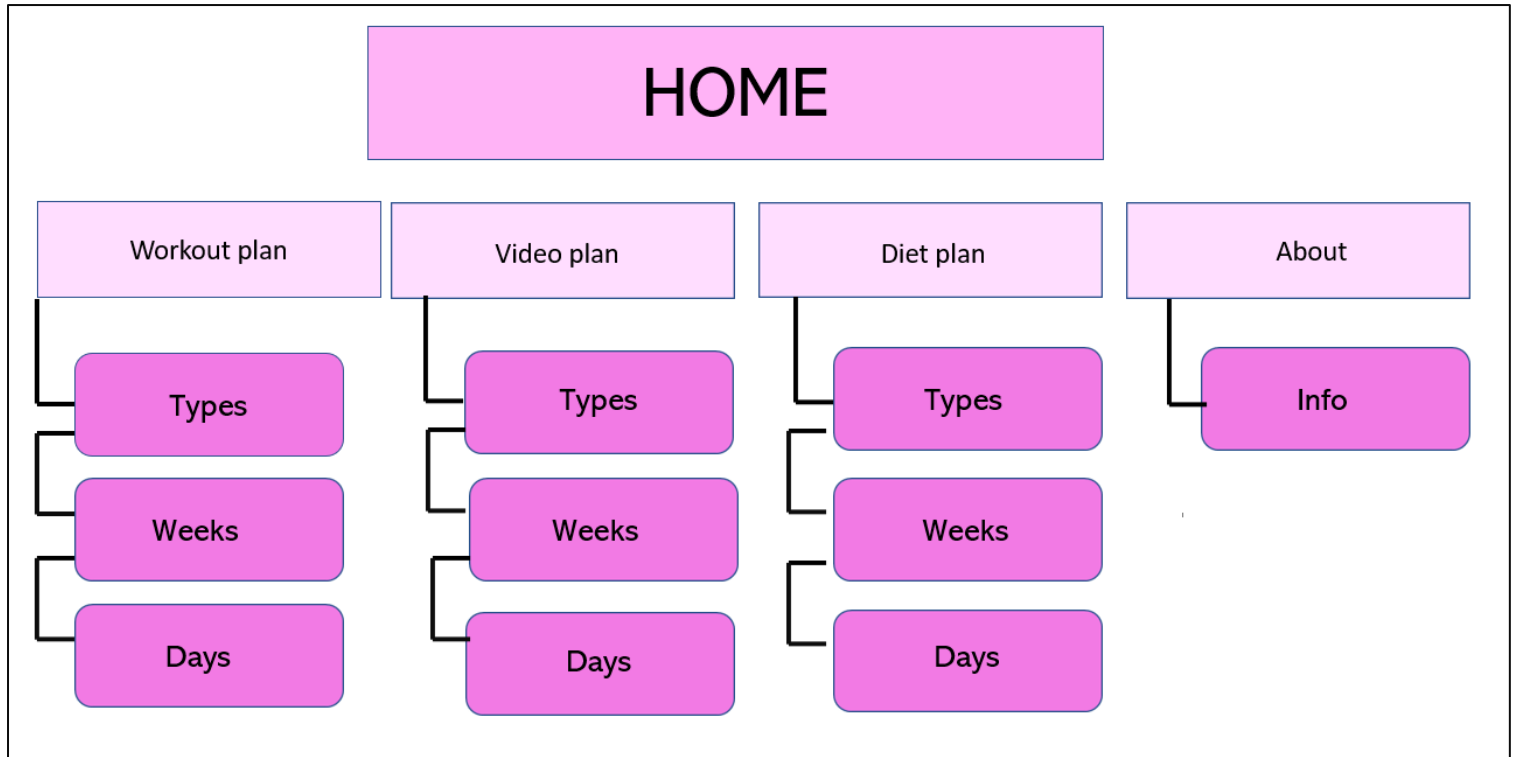 HOME
Workout plan
Video plan
Diet plan
About
Types
Types
Types
Info
Weeks
Weeks
Weeks
Days
Days
Days